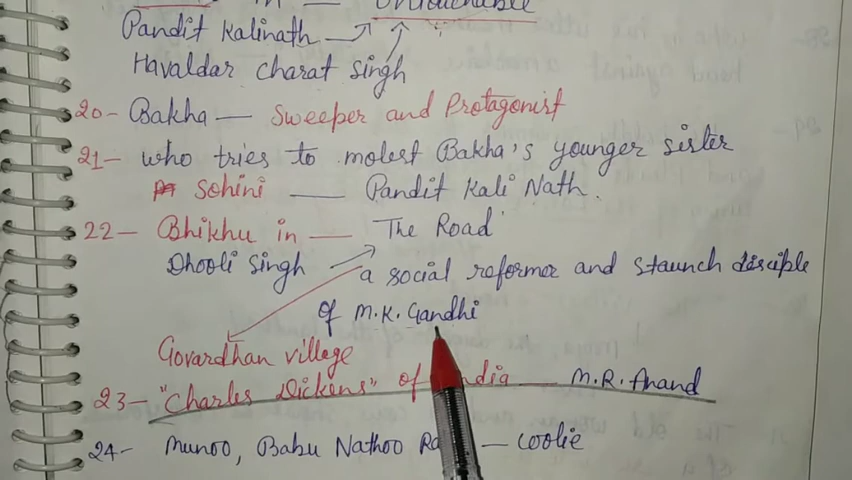 Untouchable
Pandit Kalinath
Havaldar Charat Singh
20- Bakha — Sweeper and Protagonist
21- who tries to molest Bakha's younger sister
Sohini — Pandit Kali Nath.
22- Bhikhu in — The Road
Dhooli Singh a social reformer and staunch disciple
of M.K. Gandhi
Govardhan village
23- "Charles Dickens" of India — M.R. Anand
24- Munoo, Babu Nathoo — coolie